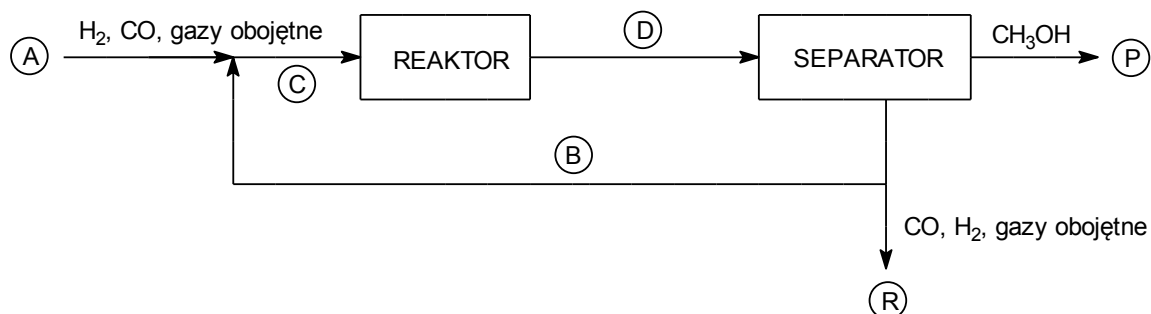 H₂, CO, gazy obojętne
A
C
REAKTOR
D
SEPARATOR
CH₃OH
P
B
CO, H₂, gazy obojętne
R